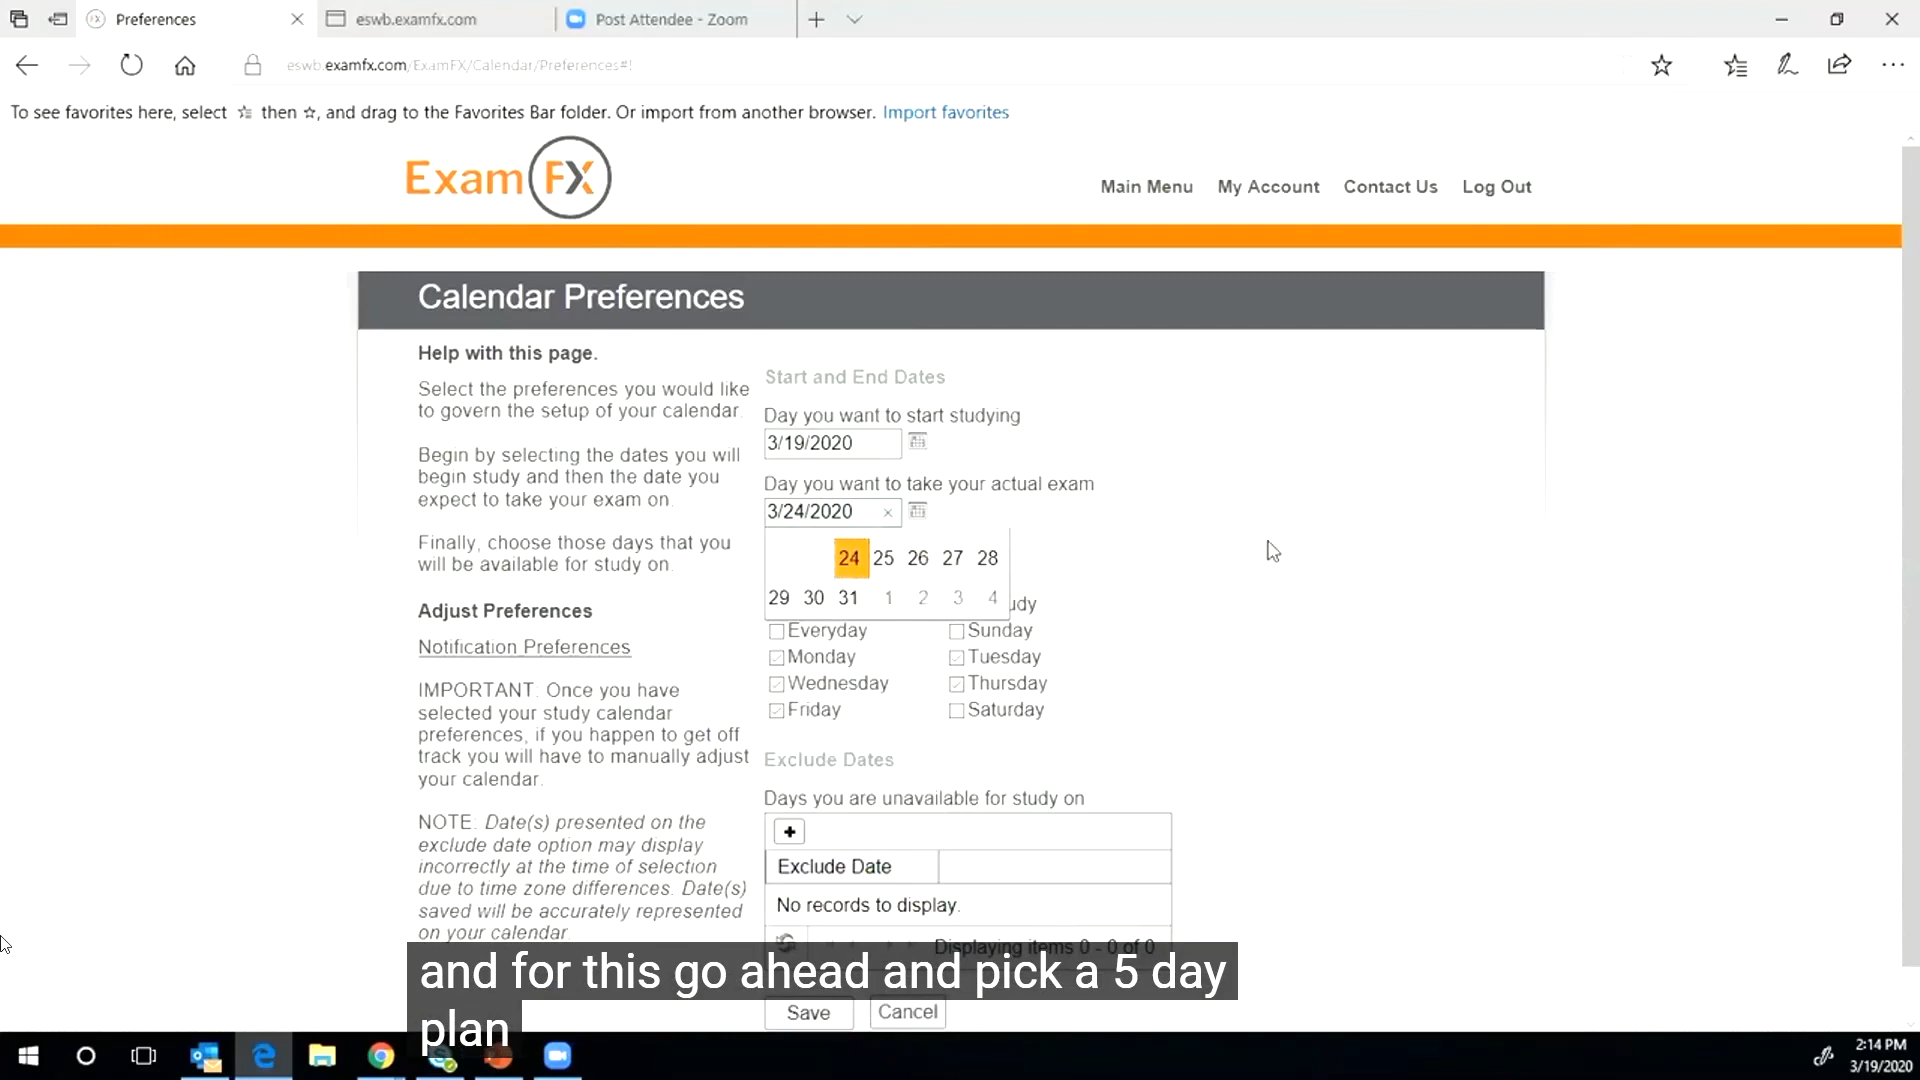 Preferences
eswb.examfx.com
Post Attendee - Zoom
eswb.examfx.com/ExamFX/Calendar/Preferences#!
To see favorites here, select then ☆, and drag to the Favorites Bar folder. Or import from another browser. Import favorites
Exam FX
Main Menu My Account Contact Us Log Out
Calendar Preferences
Help with this page.
Select the preferences you would like
to govern the setup of your calendar.
Begin by selecting the dates you will
begin study and then the date you
expect to take your exam on.
Finally, choose those days that you
will be available for study on.
Adjust Preferences
Notification Preferences
IMPORTANT: Once you have
selected your study calendar
preferences, if you happen to get off
track you will have to manually adjust
your calendar.
NOTE: Date(s) presented on the
exclude date option may display
incorrectly at the time of selection
due to time zone differences. Date(s)
saved will be accurately represented
on your calendar.
Start and End Dates
Day you want to start studying
3/19/2020
Day you want to take your actual exam
3/24/2020
24 25 26 27 28
29 30 31 1 2 3 4
Everyday Sunday
Monday Tuesday
Wednesday Thursday
Friday Saturday
Exclude Dates
Days you are unavailable for study on
Exclude Date
No records to display.
Displaying items 0 - 0 of 0
Save Cancel
and for this go ahead and pick a 5 day
plan
2:14 PM
3/19/2020